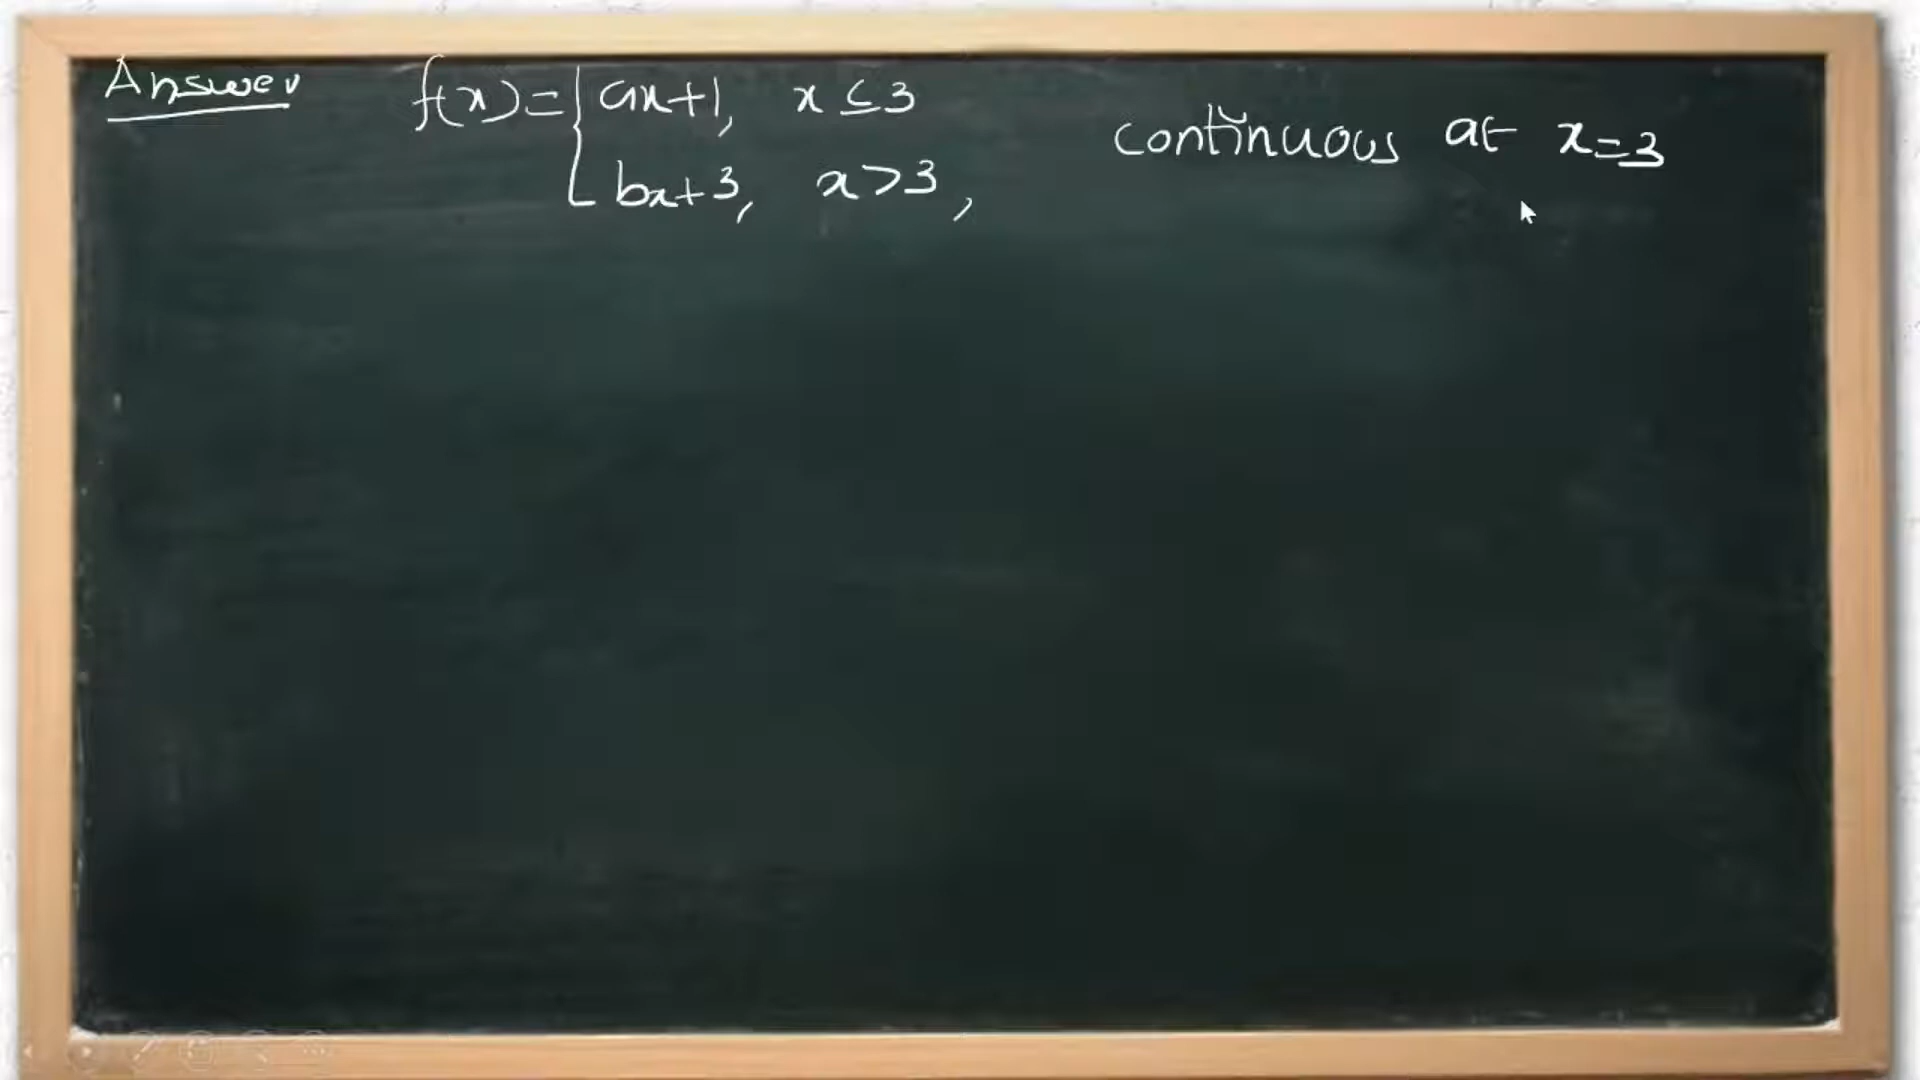 Answer f(x) = { ax+1, x ≤ 3 continuous at x=3
bx+3, x>3,